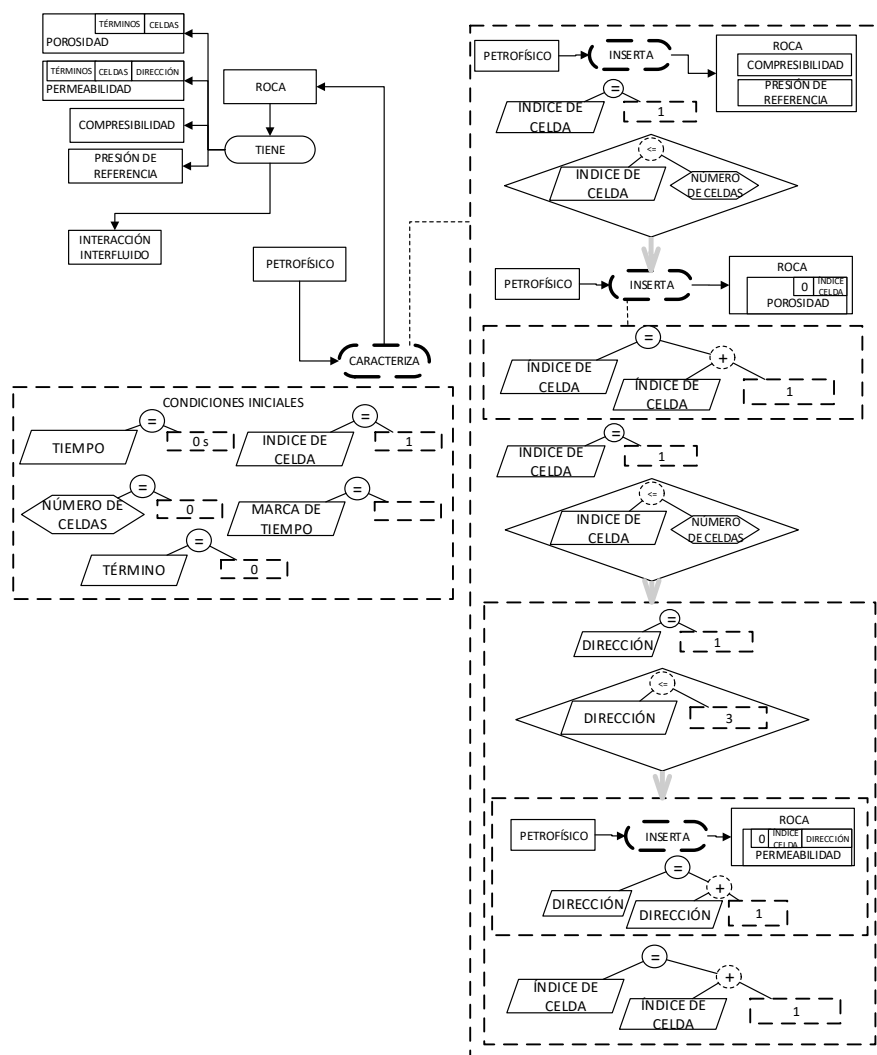 TÉRMINOS CELDAS
POROSIDAD
TÉRMINOS CELDAS DIRECCIÓN
PERMEABILIDAD
COMPRESIBILIDAD
PRESIÓN DE
REFERENCIA
ROCA
TIENE
INTERACCIÓN
INTERFLUIDO
PETROFÍSICO
CARACTERIZA
CONDICIONES INICIALES
=
TIEMPO
0 s
=
INDICE DE
CELDA
1
=
NÚMERO DE
CELDAS
0
=
MARCA DE
TIEMPO
=
TÉRMINO
0
PETROFÍSICO
INSERTA
ROCA
COMPRESIBILIDAD
PRESIÓN DE
REFERENCIA
=
INDICE DE
CELDA
1
<=
INDICE DE
CELDA
NÚMERO
DE CELDAS
PETROFÍSICO
INSERTA
ROCA
0 ÍNDICE
CELDA
POROSIDAD
=
ÍNDICE DE
CELDA
+
ÍNDICE DE
CELDA
1
=
INDICE DE
CELDA
1
<=
INDICE DE
CELDA
NÚMERO
DE CELDAS
=
DIRECCIÓN
1
<=
DIRECCIÓN
3
PETROFÍSICO
INSERTA
ROCA
0 ÍNDICE
CELDA DIRECCIÓN
PERMEABILIDAD
=
DIRECCIÓN
+
DIRECCIÓN
1
=
ÍNDICE DE
CELDA
+
ÍNDICE DE
CELDA
1